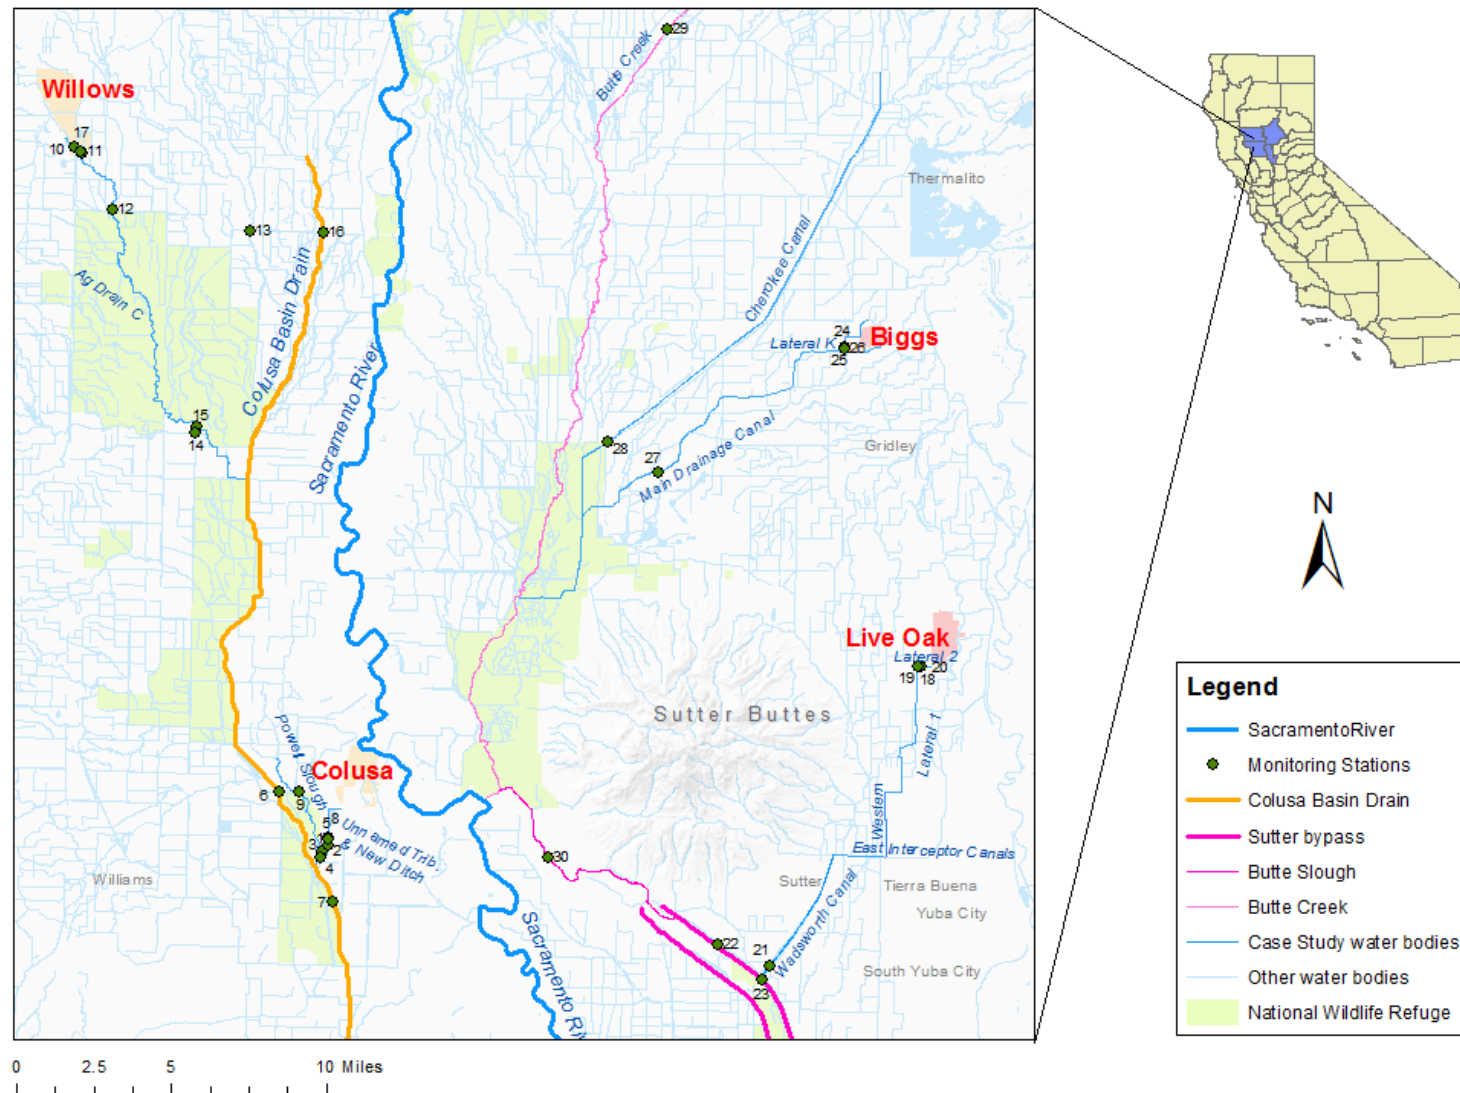 29
Butte Creek
Willows
17
10
11
12
13
16
Thermalito
Ag Drain C
Colusa Basin Drain
Sacramento River
Cherokee Canal
24
Biggs
Lateral K
26
25
15
14
28
27
Main Drainage Canal
Gridley
N
Live Oak
Lateral 2
19
18
20
Sutter Buttes
Lateral 1
Powell Slough
Colusa
6
9
8
5
3
2
4
Unnamed Trib.
& New Ditch
Western
East Interceptor Canals
30
Williams
7
Sutter
Tierra Buena
Yuba City
Wadsworth Canal
Sacramento Riv
22
21
23
South Yuba City
Legend
SacramentoRiver
Monitoring Stations
Colusa Basin Drain
Sutter bypass
Butte Slough
Butte Creek
Case Study water bodies
Other water bodies
National Wildlife Refuge
0 2.5 5 10 Miles